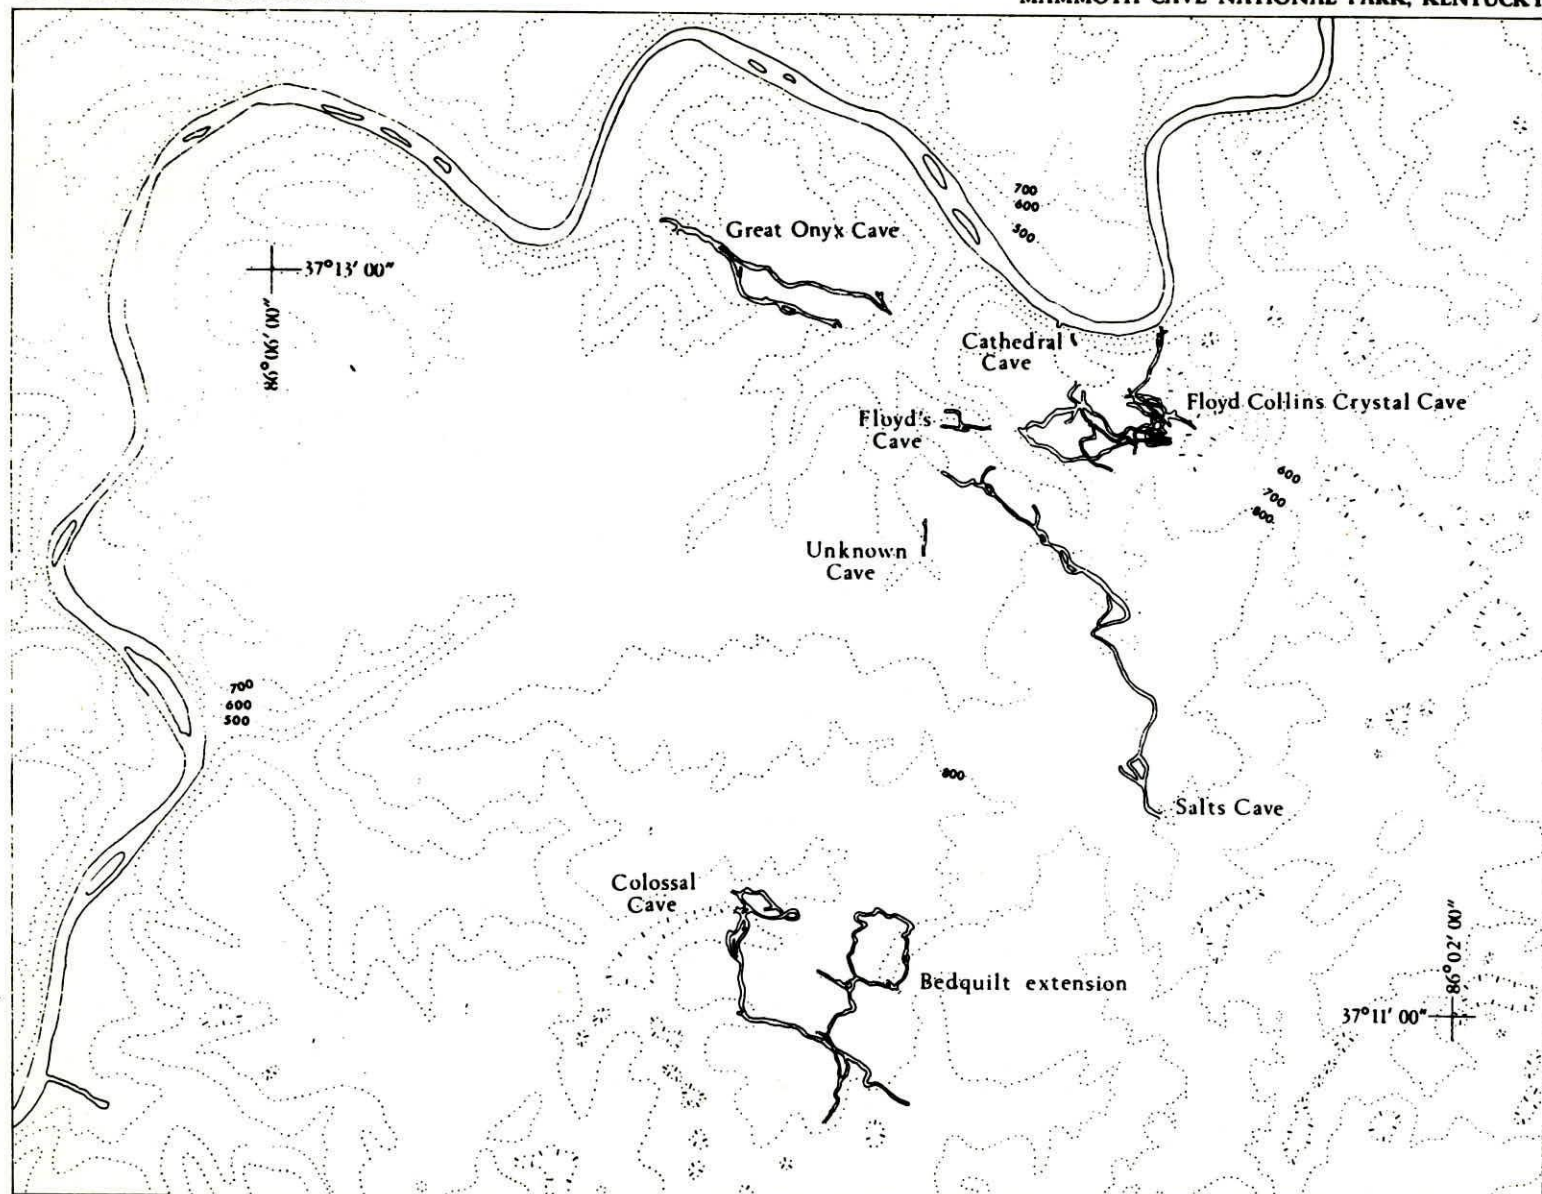 MAMMOTH CAVE NATIONAL PARK, KENTUCKY
700
600
500
Great Onyx Cave
37°13' 00"
86°06' 00"
Cathedral
Cave
Floyd Collins Crystal Cave
Floyd's
Cave
600
700
800
Unknown
Cave
700
600
500
800
Salts Cave
Colossal
Cave
Bedquilt extension
86°02' 00"
37°11' 00"